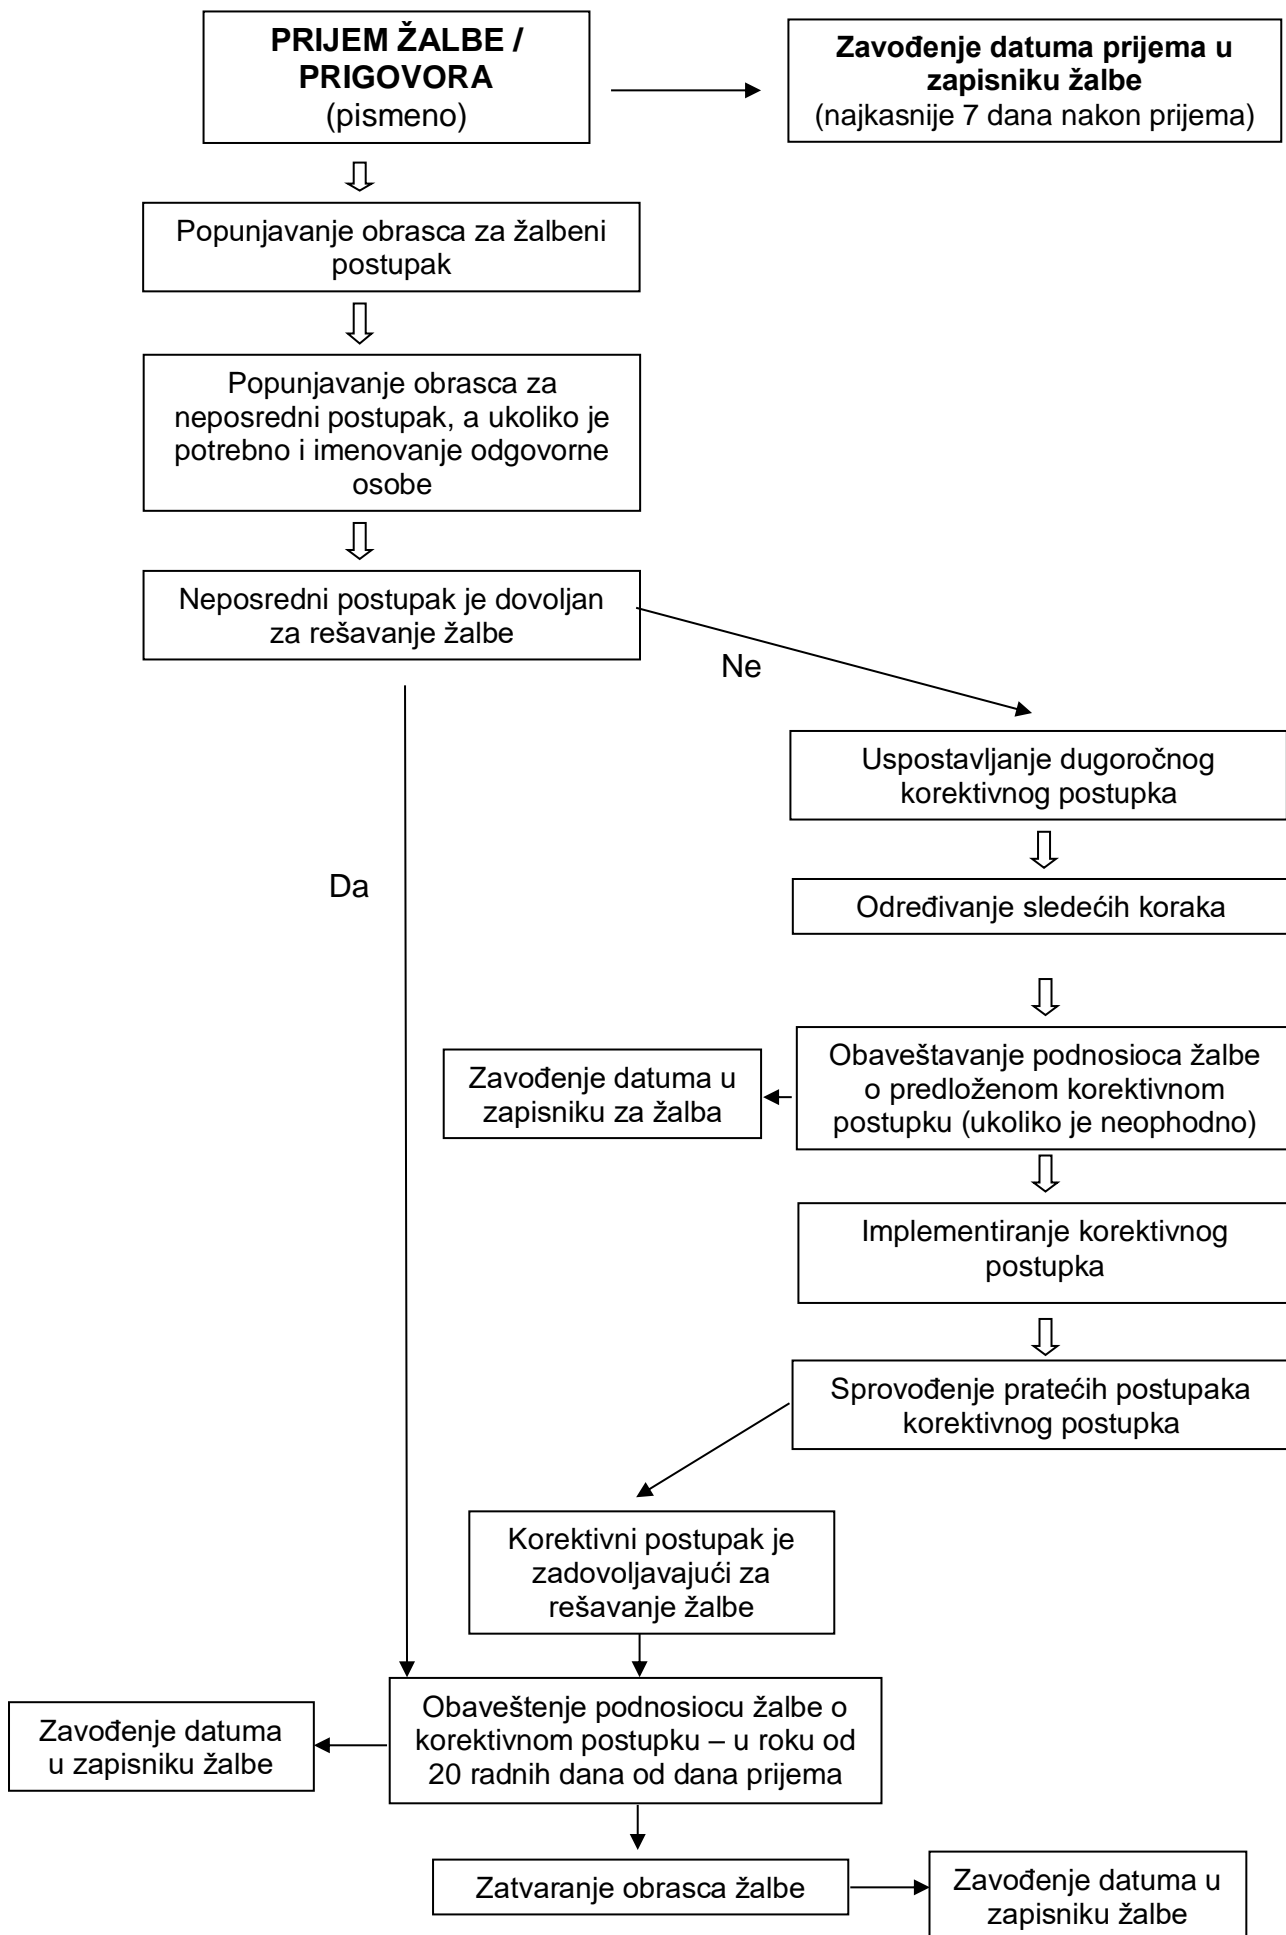 PRIJEM ŽALBE /
PRIGOVORA
(pismeno)
Zavođenje datuma prijema u
zapisniku žalbe
(najkasnije 7 dana nakon prijema)
Popunjavanje obrasca za žalbeni
postupak
Popunjavanje obrasca za
neposredni postupak, a ukoliko je
potrebno i imenovanje odgovorne
osobe
Neposredni postupak je dovoljan
za rešavanje žalbe
Ne
Uspostavljanje dugoročnog
korektivnog postupka
Da
Određivanje sledećih koraka
Obaveštavanje podnosioca žalbe
o predloženom korektivnom
postupku (ukoliko je neophodno)
Zavođenje datuma u
zapisniku za žalba
Implementiranje korektivnog
postupka
Sprovođenje pratećih postupaka
korektivnog postupka
Korektivni postupak je
zadovoljavajući za
rešavanje žalbe
Obaveštenje podnosiocu žalbe o
korektivnom postupku – u roku od
20 radnih dana od dana prijema
Zavođenje datuma
u zapisniku žalbe
Zatvaranje obrasca žalbe
Zavođenje datuma u
zapisniku žalbe